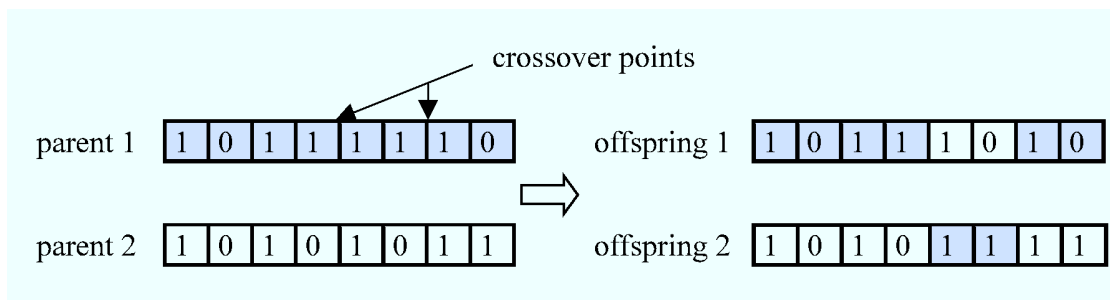 crossover points
parent 1 1 0 1 1 1 1 1 0 offspring 1 1 0 1 1 1 0 1 0
parent 2 1 0 1 0 1 0 1 1 offspring 2 1 0 1 0 1 1 1 1